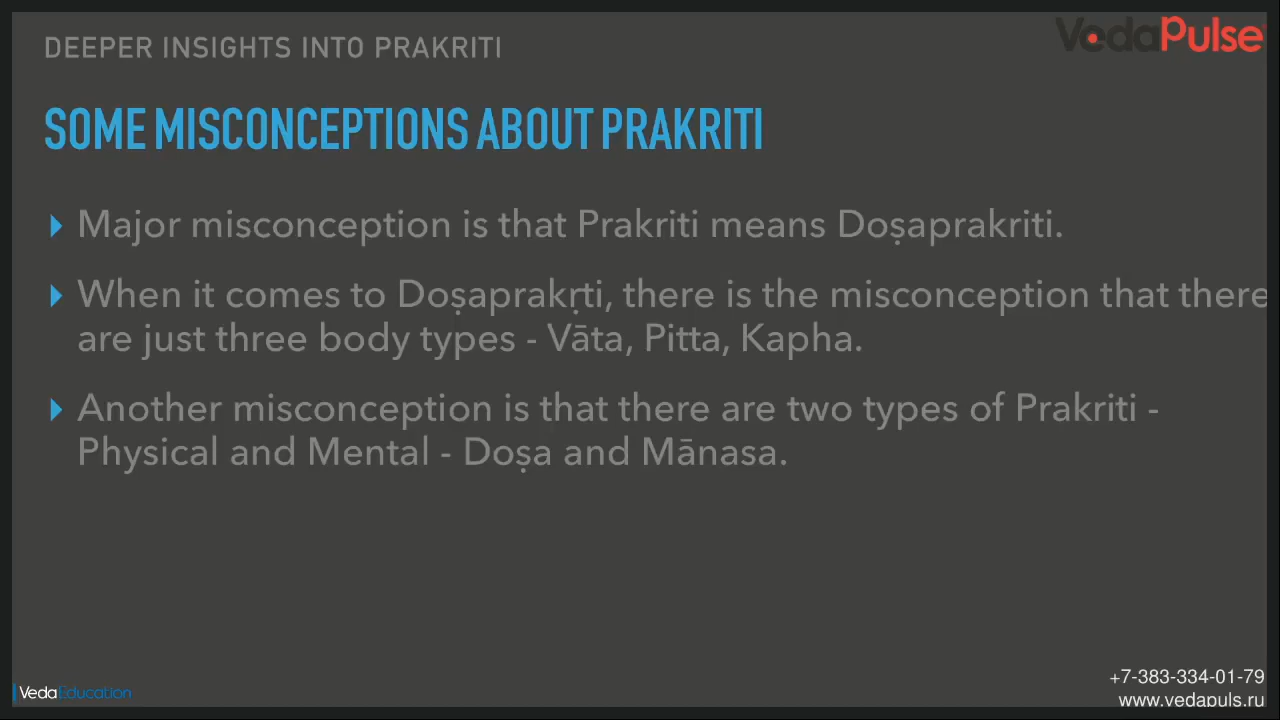 DEEPER INSIGHTS INTO PRAKRITI
VedaPulse
SOME MISCONCEPTIONS ABOUT PRAKRITI
Major misconception is that Prakriti means Doṣaprakriti.
When it comes to Doṣaprakṛti, there is the misconception that there
are just three body types - Vāta, Pitta, Kapha.
Another misconception is that there are two types of Prakriti -
Physical and Mental - Doṣa and Mānasa.
+7-383-334-01-79
VedaEducation
www.vedapuls.ru